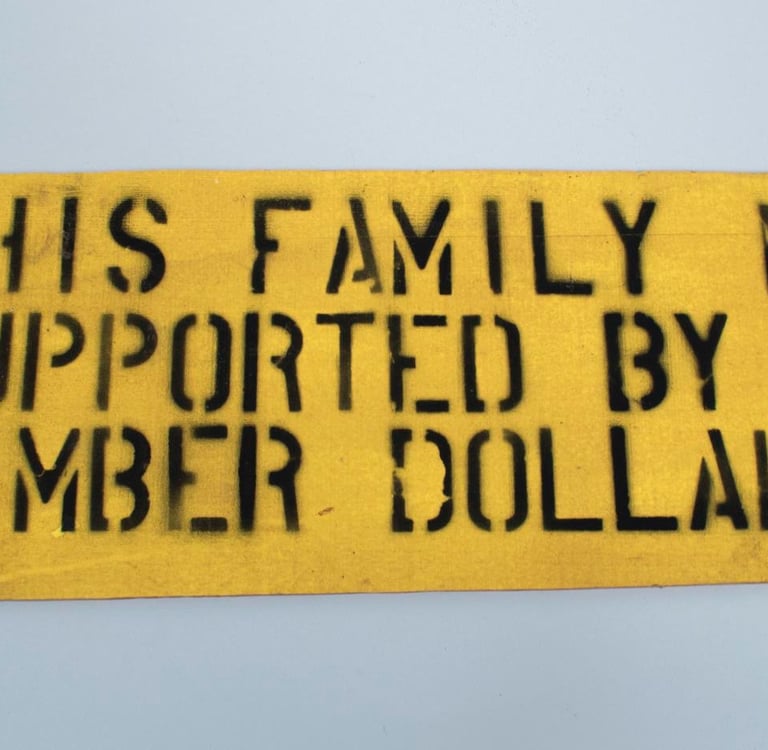 HIS FAMILY
UPPORTED BY
MBER DOLLA